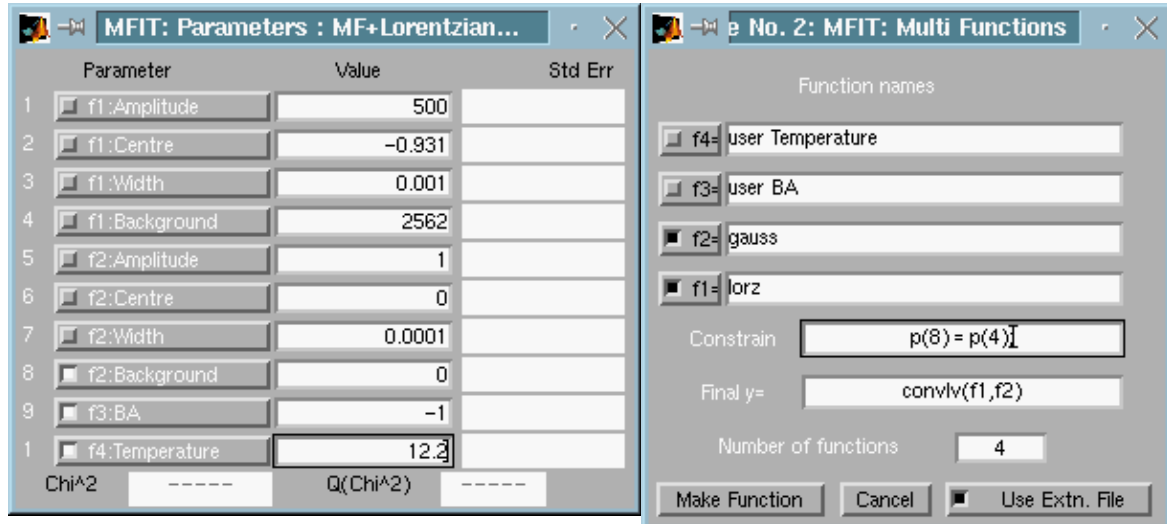 MFIT: Parameters : MF+Lorentzian...
Parameter Value Std Err
1 f1:Amplitude 500
2 f1:Centre -0.931
3 f1:Width 0.001
4 f1:Background 2562
5 f2:Amplitude 1
6 f2:Centre 0
7 f2:Width 0.0001
8 f2:Background 0
9 f3:BA -1
1 f4:Temperature 12.2
Chi^2 ----- Q(Chi^2) -----
e No. 2: MFIT: Multi Functions
Function names
f4= user Temperature
f3= user BA
f2= gauss
f1= lorz
Constrain p(8) = p(4);
Final y= convlv(f1,f2)
Number of functions 4
Make Function Cancel Use Extn. File